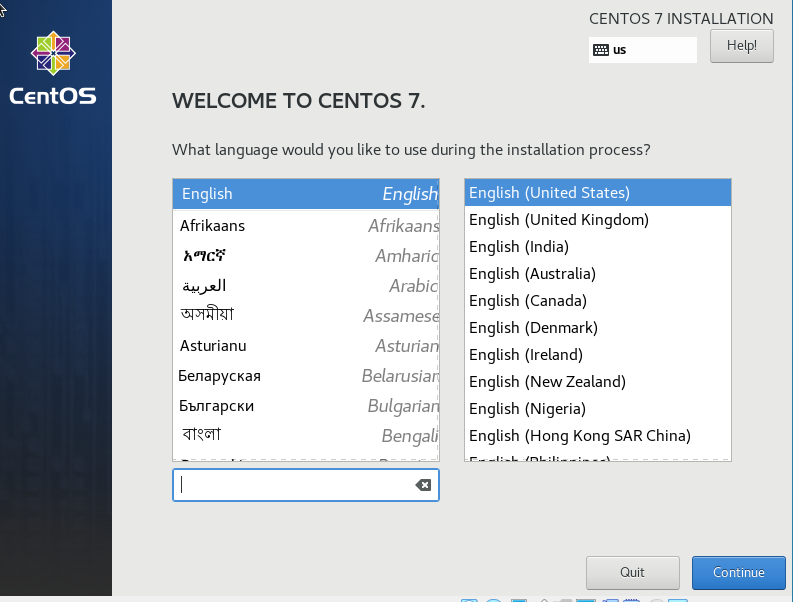 CentOS
CENTOS 7 INSTALLATION
us
Help!
WELCOME TO CENTOS 7.
What language would you like to use during the installation process?
English English
Afrikaans Afrikaans
አማርኛ Amharic
العربية Arabic
অসমীয়া Assamese
Asturianu Asturian
Беларуская Belarusian
Български Bulgarian
বাংলা Bengali
English (United States)
English (United Kingdom)
English (India)
English (Australia)
English (Canada)
English (Denmark)
English (Ireland)
English (New Zealand)
English (Nigeria)
English (Hong Kong SAR China)
English (Philippines)
Quit
Continue